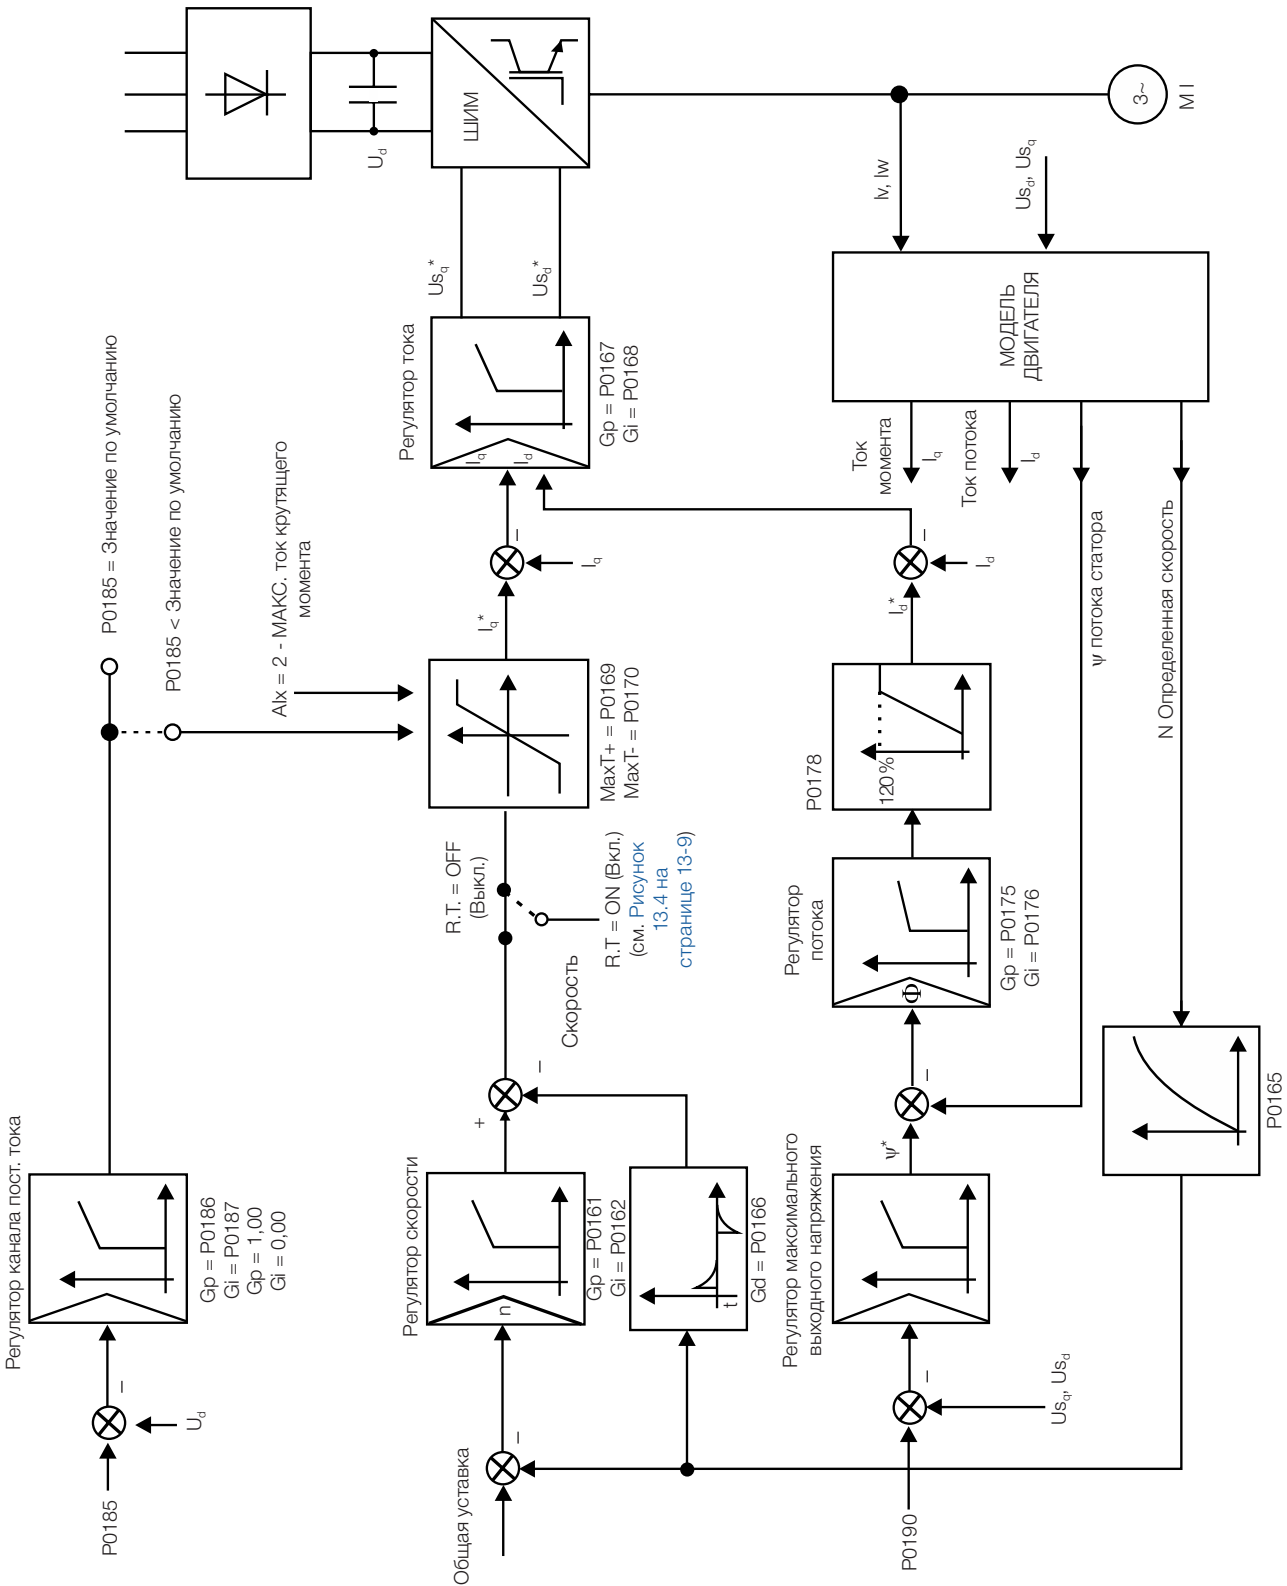 Регулятор канала пост. тока
P0185
–
U_d
Gp = P0186
Gi = P0187
Gp = 1,00
Gi = 0,00
P0185 = Значение по умолчанию
P0185 < Значение по умолчанию
AIx = 2 - МАКС. ток крутящего
момента
U_d
ШИМ
Общая уставка
–
Регулятор скорости
n
Gp = P0161
Gi = P0162
t
Gd = P0166
+
–
Скорость
R.T. = OFF
(Выкл.)
R.T = ON (Вкл.)
(см. Рисунок
13.4 на
странице 13-9)
MaxT+ = P0169
MaxT- = P0170
I_q*
–
I_q
Регулятор тока
I_q
I_d
Gp = P0167
Gi = P0168
Us_q*
Us_d*
P0190
–
Us_q, Us_d
Регулятор максимального
выходного напряжения
ψ*
–
Регулятор
потока
Φ
Gp = P0175
Gi = P0176
P0178
120%
I_d*
–
I_d
Ток
момента
I_q
Ток потока
I_d
ψ потока статора
N Определенная скорость
P0165
МОДЕЛЬ
ДВИГАТЕЛЯ
Iv, Iw
Us_d, Us_q
3~
M I